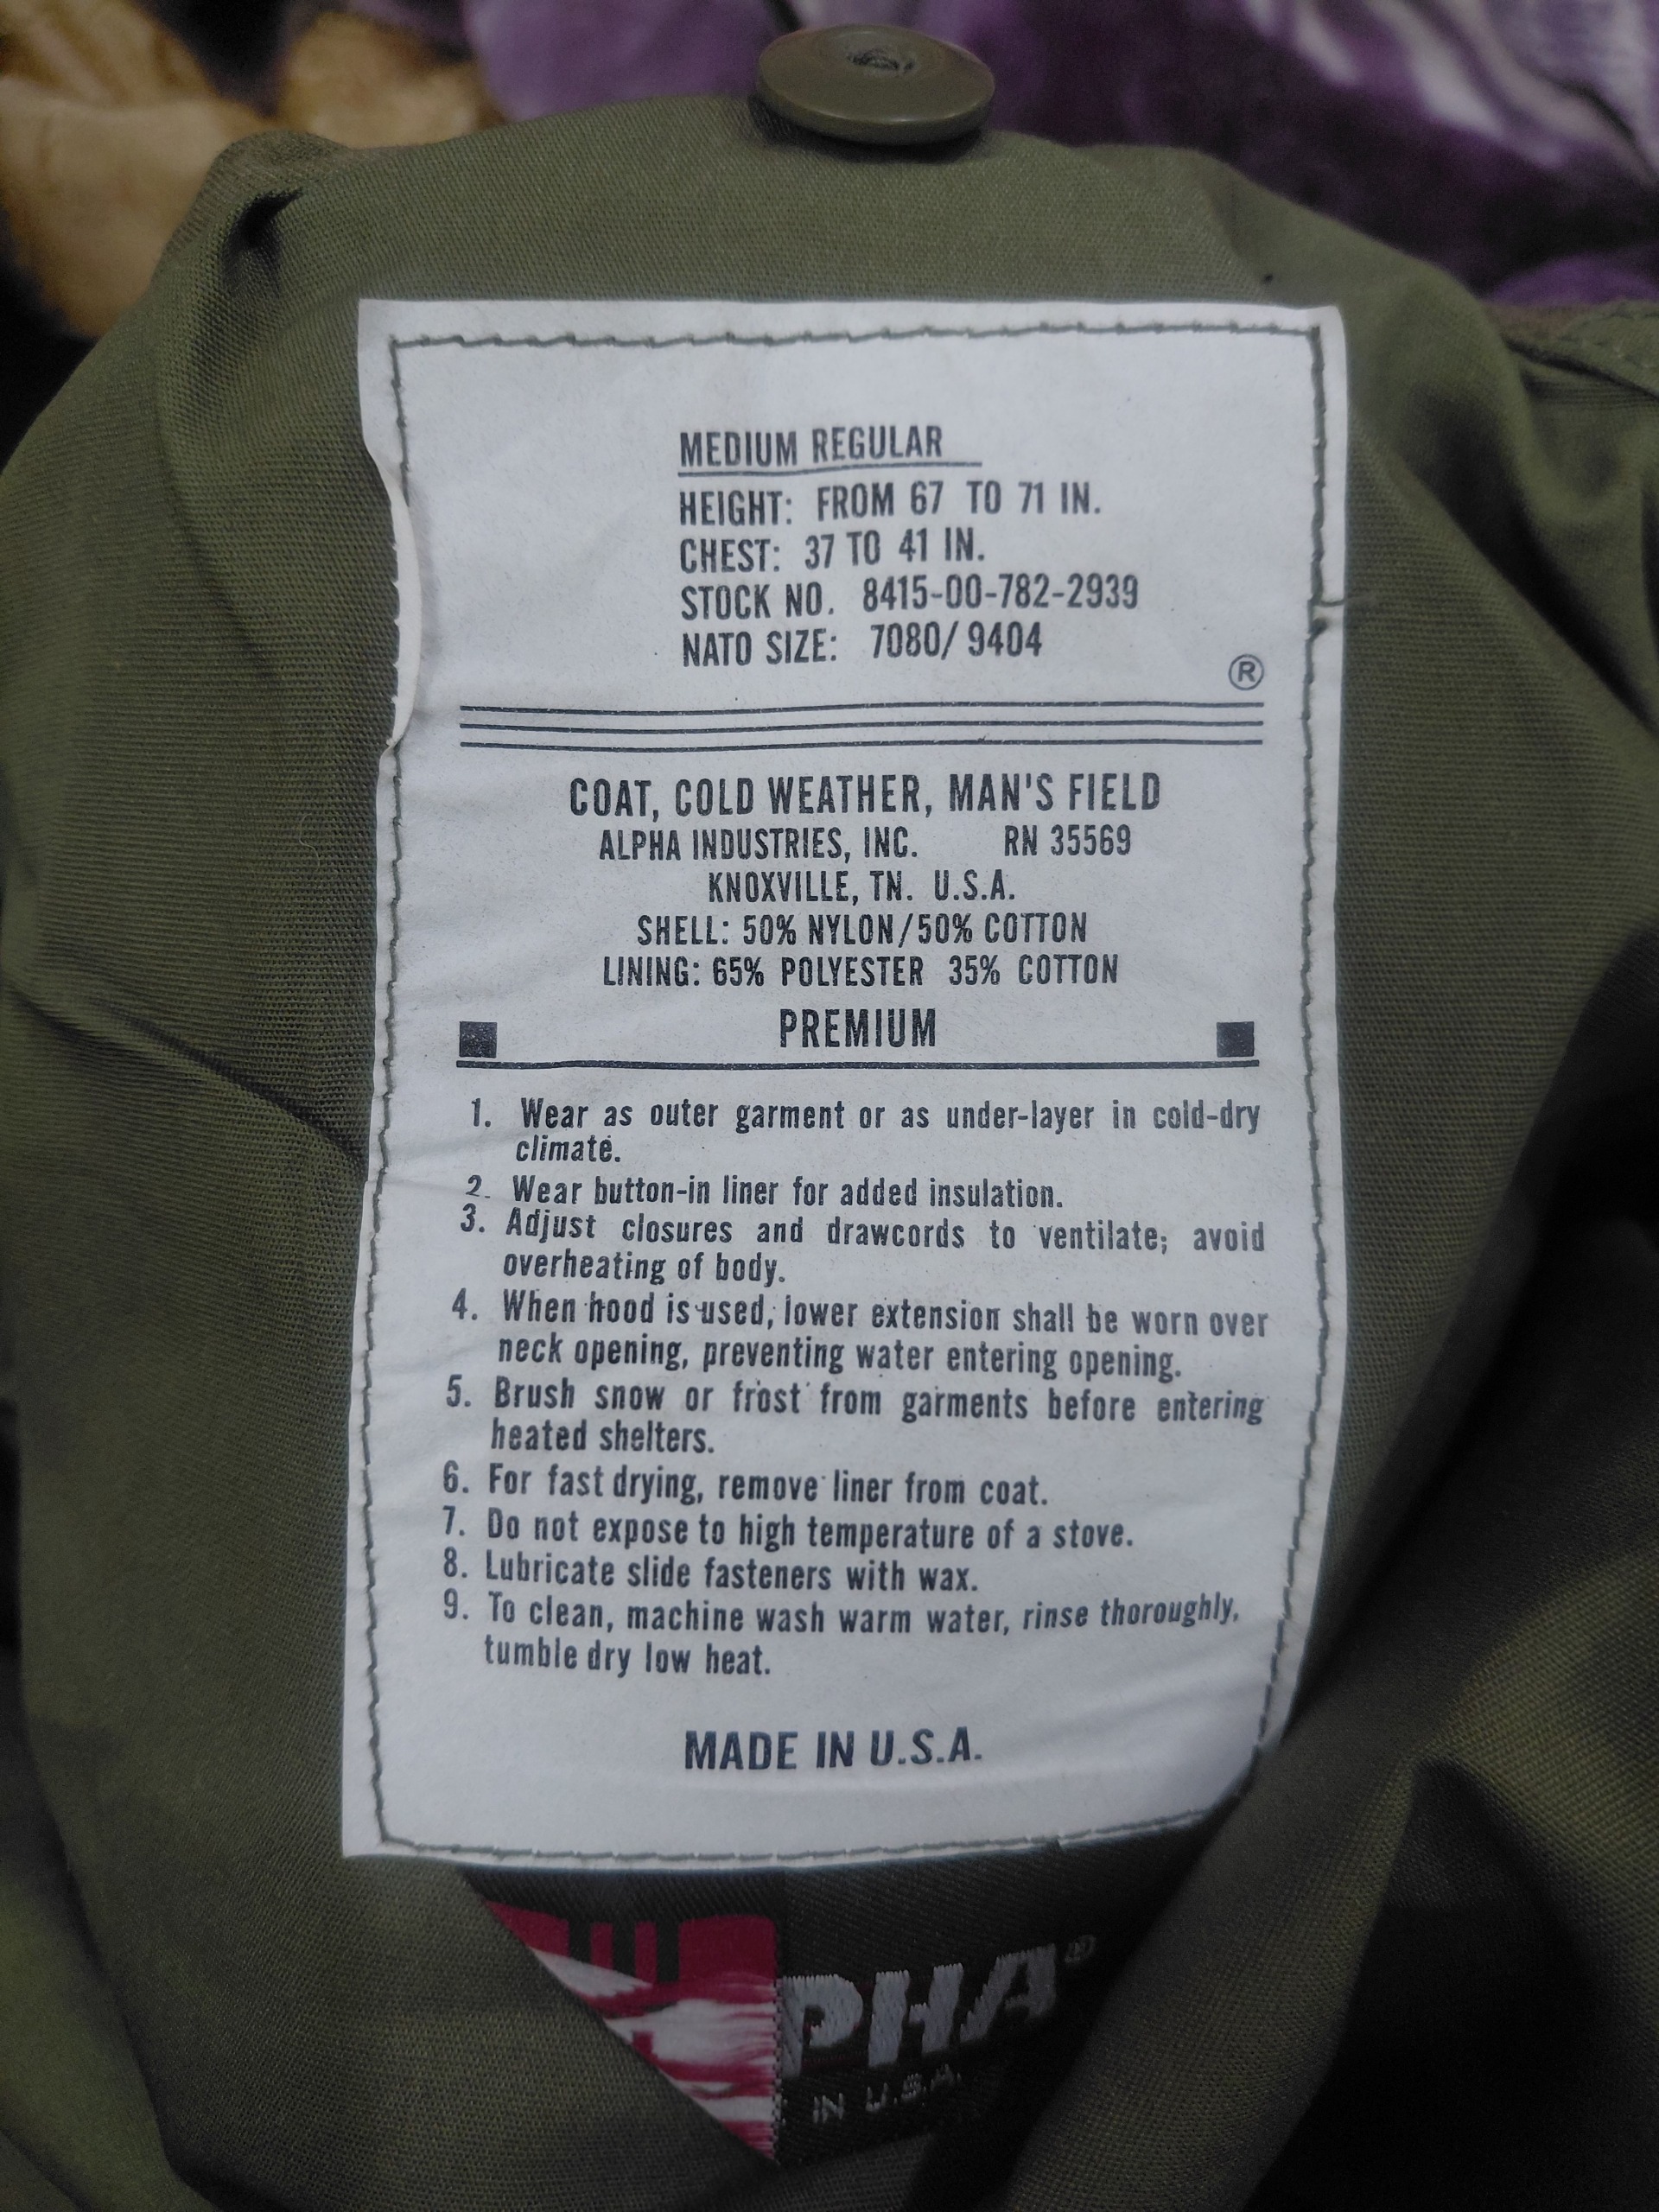 MEDIUM REGULAR
HEIGHT: FROM 67 TO 71 IN.
CHEST: 37 TO 41 IN.
STOCK NO. 8415-00-782-2939
NATO SIZE: 7080/ 9404
®
COAT, COLD WEATHER, MAN'S FIELD
ALPHA INDUSTRIES, INC. RN 35569
KNOXVILLE, TN. U.S.A.
SHELL: 50% NYLON/50% COTTON
LINING: 65% POLYESTER 35% COTTON
PREMIUM
1. Wear as outer garment or as under-layer in cold-dry
climate.
2. Wear button-in liner for added insulation.
3. Adjust closures and drawcords to ventilate; avoid
overheating of body.
4. When hood is used, lower extension shall be worn over
neck opening, preventing water entering opening.
5. Brush snow or frost from garments before entering
heated shelters.
6. For fast drying, remove liner from coat.
7. Do not expose to high temperature of a stove.
8. Lubricate slide fasteners with wax.
9. To clean, machine wash warm water, rinse thoroughly,
tumble dry low heat.
MADE IN U.S.A.
PHA®
IN U.S.A.